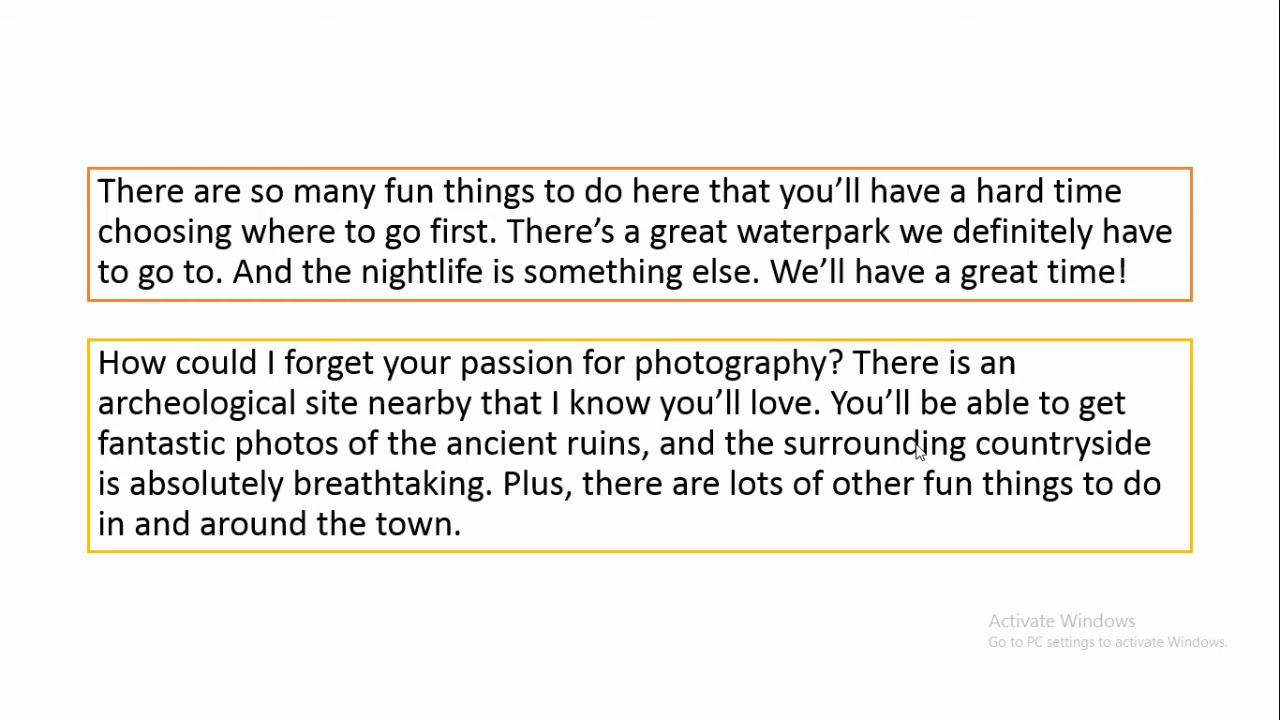 There are so many fun things to do here that you’ll have a hard time
choosing where to go first. There’s a great waterpark we definitely have
to go to. And the nightlife is something else. We’ll have a great time!
How could I forget your passion for photography? There is an
archeological site nearby that I know you’ll love. You’ll be able to get
fantastic photos of the ancient ruins, and the surrounding countryside
is absolutely breathtaking. Plus, there are lots of other fun things to do
in and around the town.
Activate Windows
Go to PC settings to activate Windows.